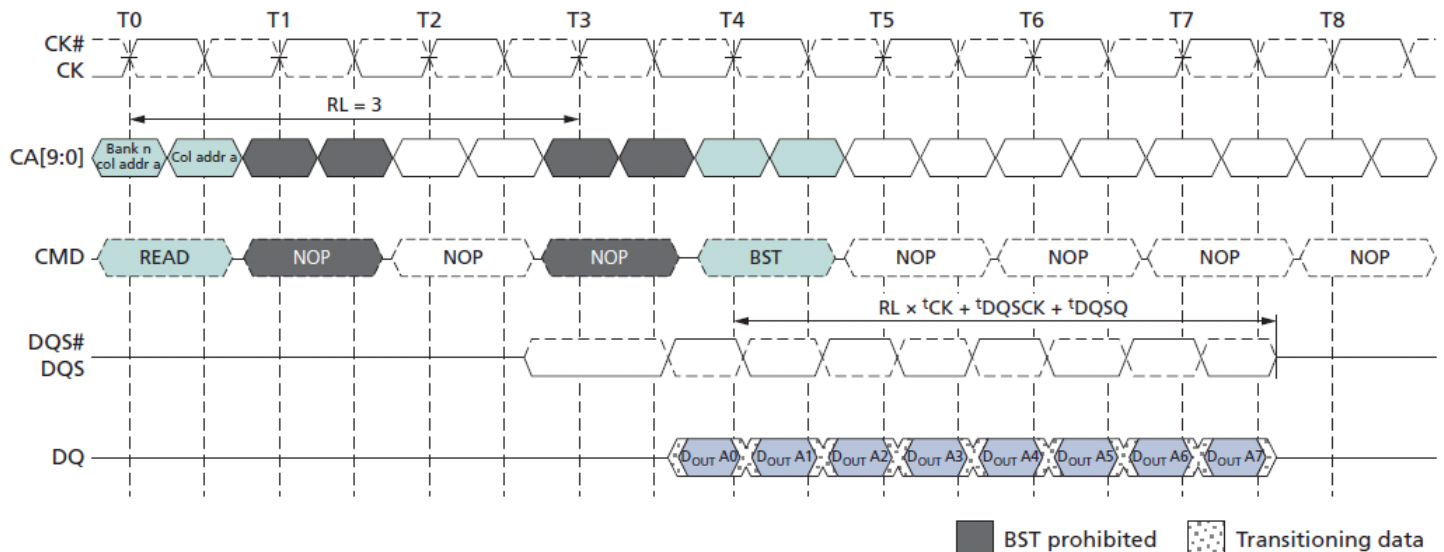 T0 T1 T2 T3 T4 T5 T6 T7 T8
CK#
CK
RL = 3
CA[9:0]
Bank n
col addr a
Col addr a
CMD READ NOP NOP NOP BST NOP NOP NOP NOP
RL × tCK + tDQSCK + tDQSQ
DQS#
DQS
DQ DOUT A0 DOUT A1 DOUT A2 DOUT A3 DOUT A4 DOUT A5 DOUT A6 DOUT A7
BST prohibited Transitioning data